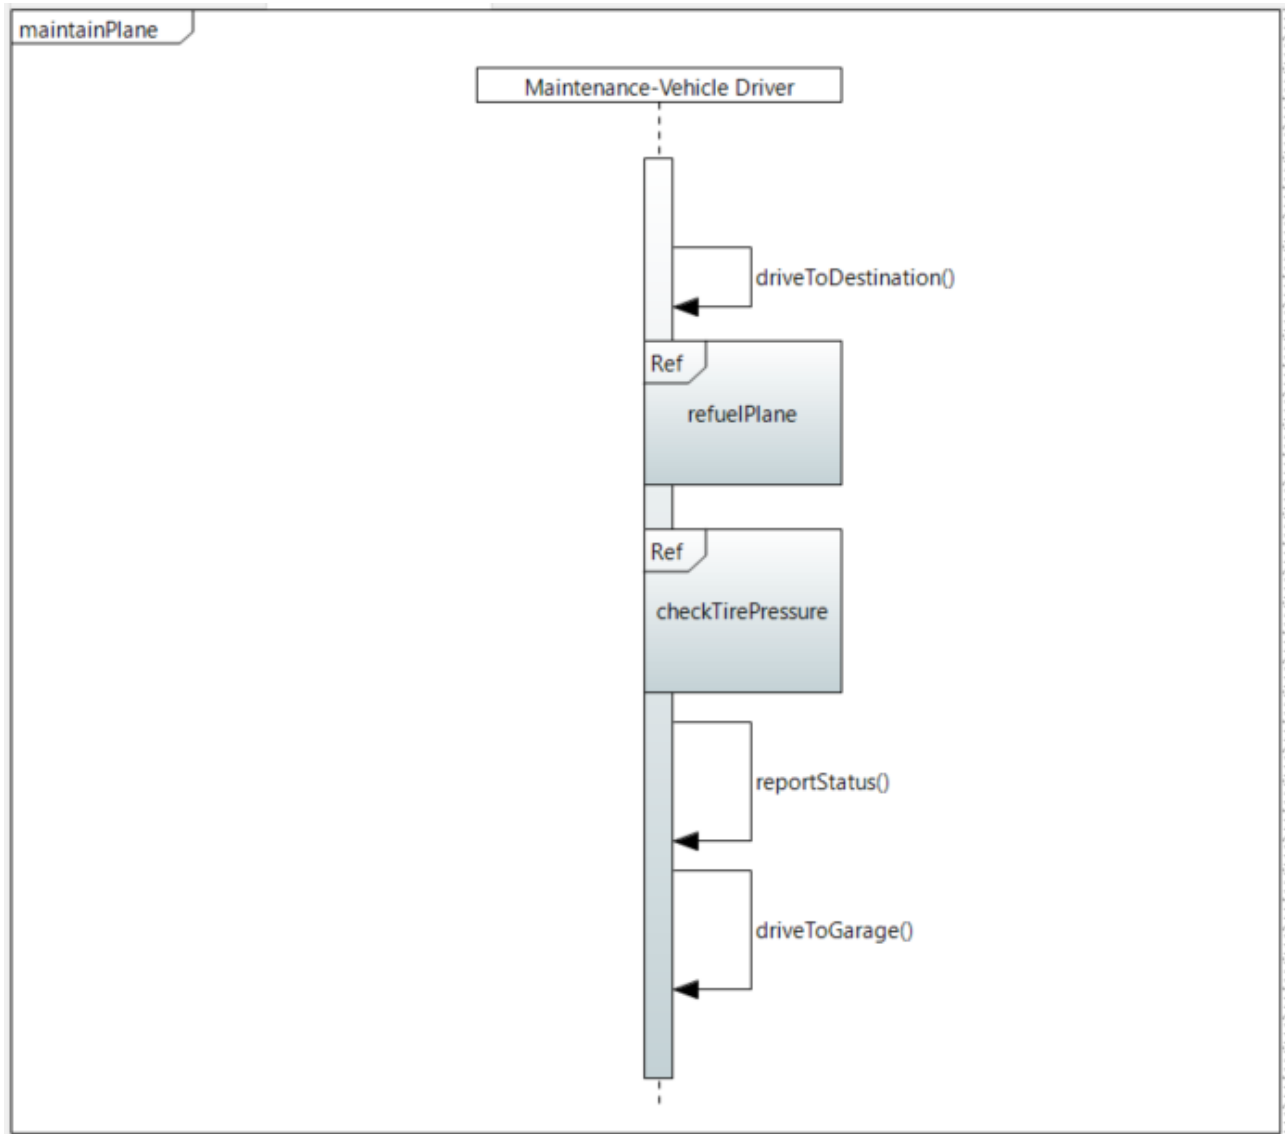 maintainPlane
Maintenance-Vehicle Driver
driveToDestination()
Ref
refuelPlane
Ref
checkTirePressure
reportStatus()
driveToGarage()